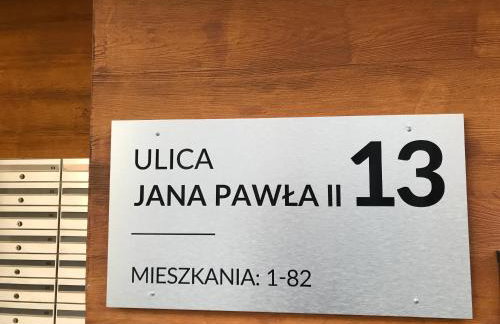 ULICA
JANA PAWŁA II 13
MIESZKANIA: 1-82